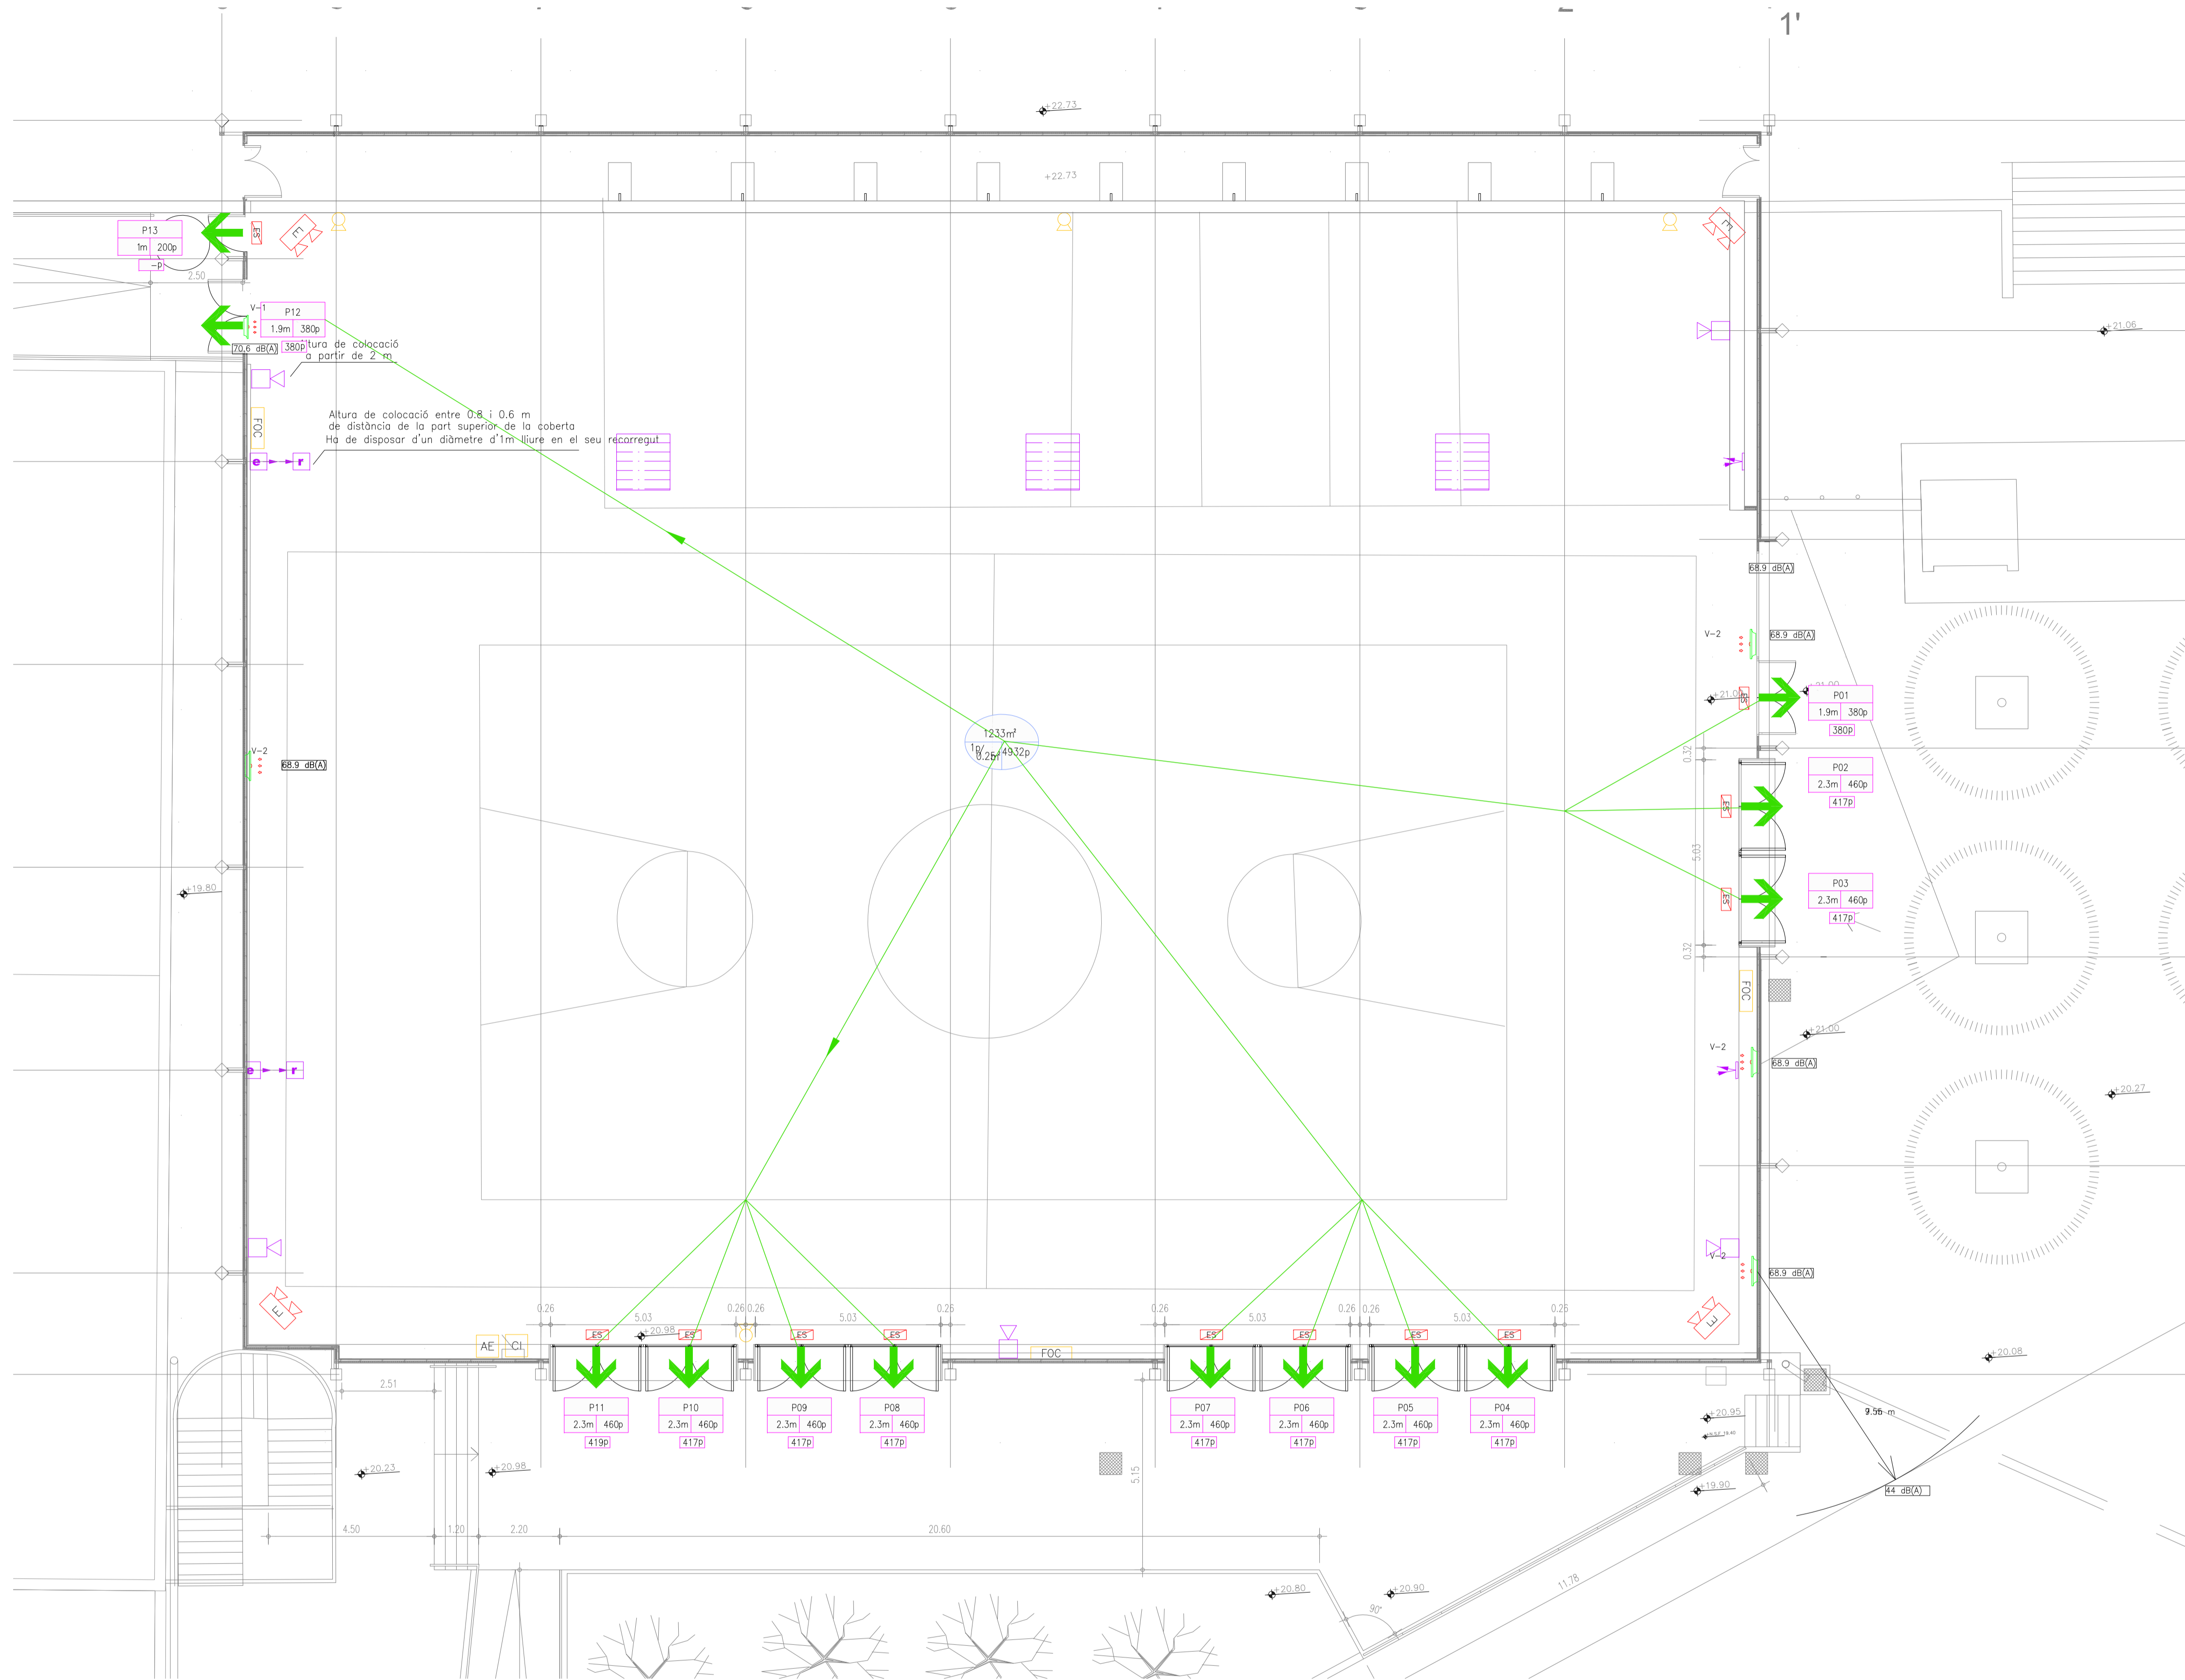 1'
+22.73
+22.73
P13
1m 200p
-p
ES
E
E
2.50
V-1
P12
1.9m 380p
380p
70.6 dB(A)
a partir de 2 m
+21.06
FOC
Altura de colocació entre 0.8 i 0.6 m
de distància de la part superior de la coberta
Ha de disposar d'un diàmetre d'1m lliure en el seu recorregut
e r
68.9 dB(A)
V-2
68.9 dB(A)
+21.00
ES
P01
1.9m 380p
380p
1233m²
1p/ 4932p
V-2
68.9 dB(A)
0.32
P02
2.3m 460p
417p
ES
5.03
P03
2.3m 460p
417p
ES
+19.80
0.32
FOC
+21.00
V-2
68.9 dB(A)
e r
+20.27
V-2
68.9 dB(A)
E
E
0.26 5.03 0.26 0.26 5.03 0.26
0.26 5.03 0.26 0.26 5.03 0.26
ES +20.98 ES ES ES ES ES ES ES
AE CI FOC
+20.08
2.51
P11
2.3m 460p
419p
P10
2.3m 460p
417p
P09
2.3m 460p
417p
P08
2.3m 460p
417p
P07
2.3m 460p
417p
P06
2.3m 460p
417p
P05
2.3m 460p
417p
P04
2.3m 460p
417p
+20.95
+20.23
+20.98
5.15
+19.90
44 dB(A)
4.50 1.20 2.20 20.60
11.78
+20.80
+20.90
90°